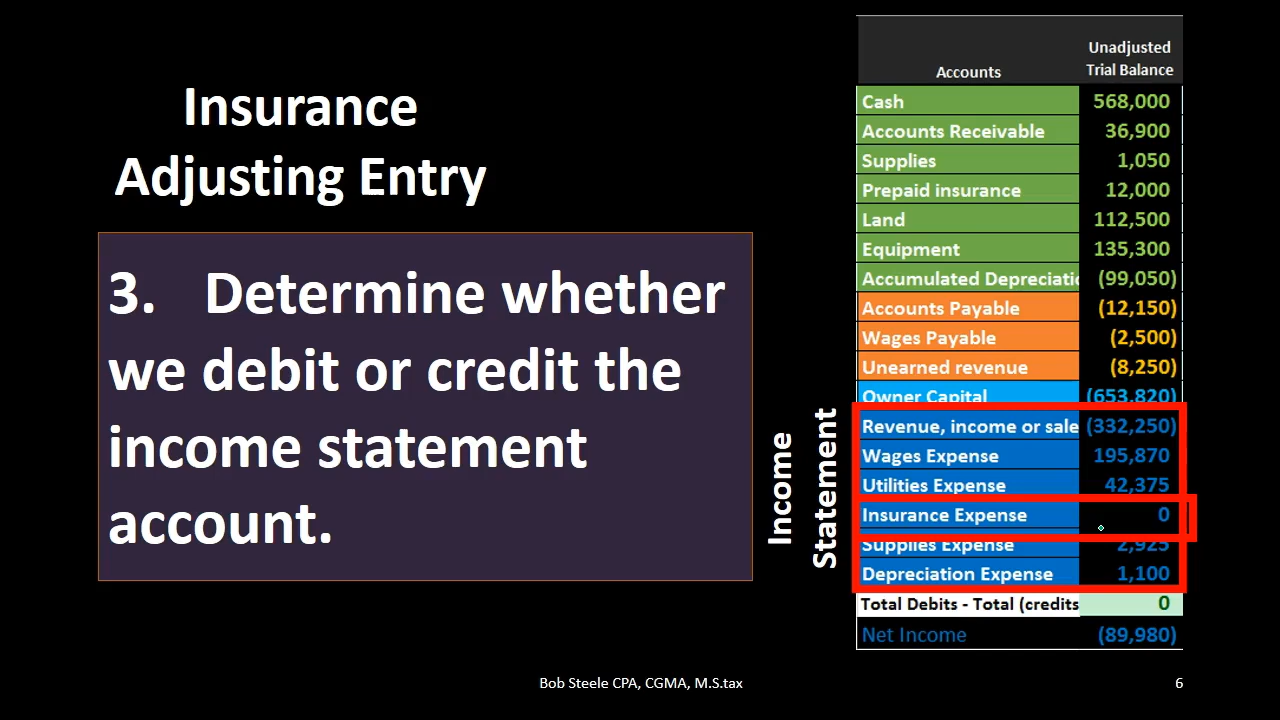 Insurance
Adjusting Entry
3. Determine whether
we debit or credit the
income statement
account.
Income
Statement
Unadjusted
Accounts Trial Balance
Cash 568,000
Accounts Receivable 36,900
Supplies 1,050
Prepaid insurance 12,000
Land 112,500
Equipment 135,300
Accumulated Depreciatic (99,050)
Accounts Payable (12,150)
Wages Payable (2,500)
Unearned revenue (8,250)
Owner Capital (653,820)
Revenue, income or sale (332,250)
Wages Expense 195,870
Utilities Expense 42,375
Insurance Expense 0
Supplies Expense 2,925
Depreciation Expense 1,100
Total Debits - Total (credits 0
Net Income (89,980)
Bob Steele CPA, CGMA, M.S.tax 6